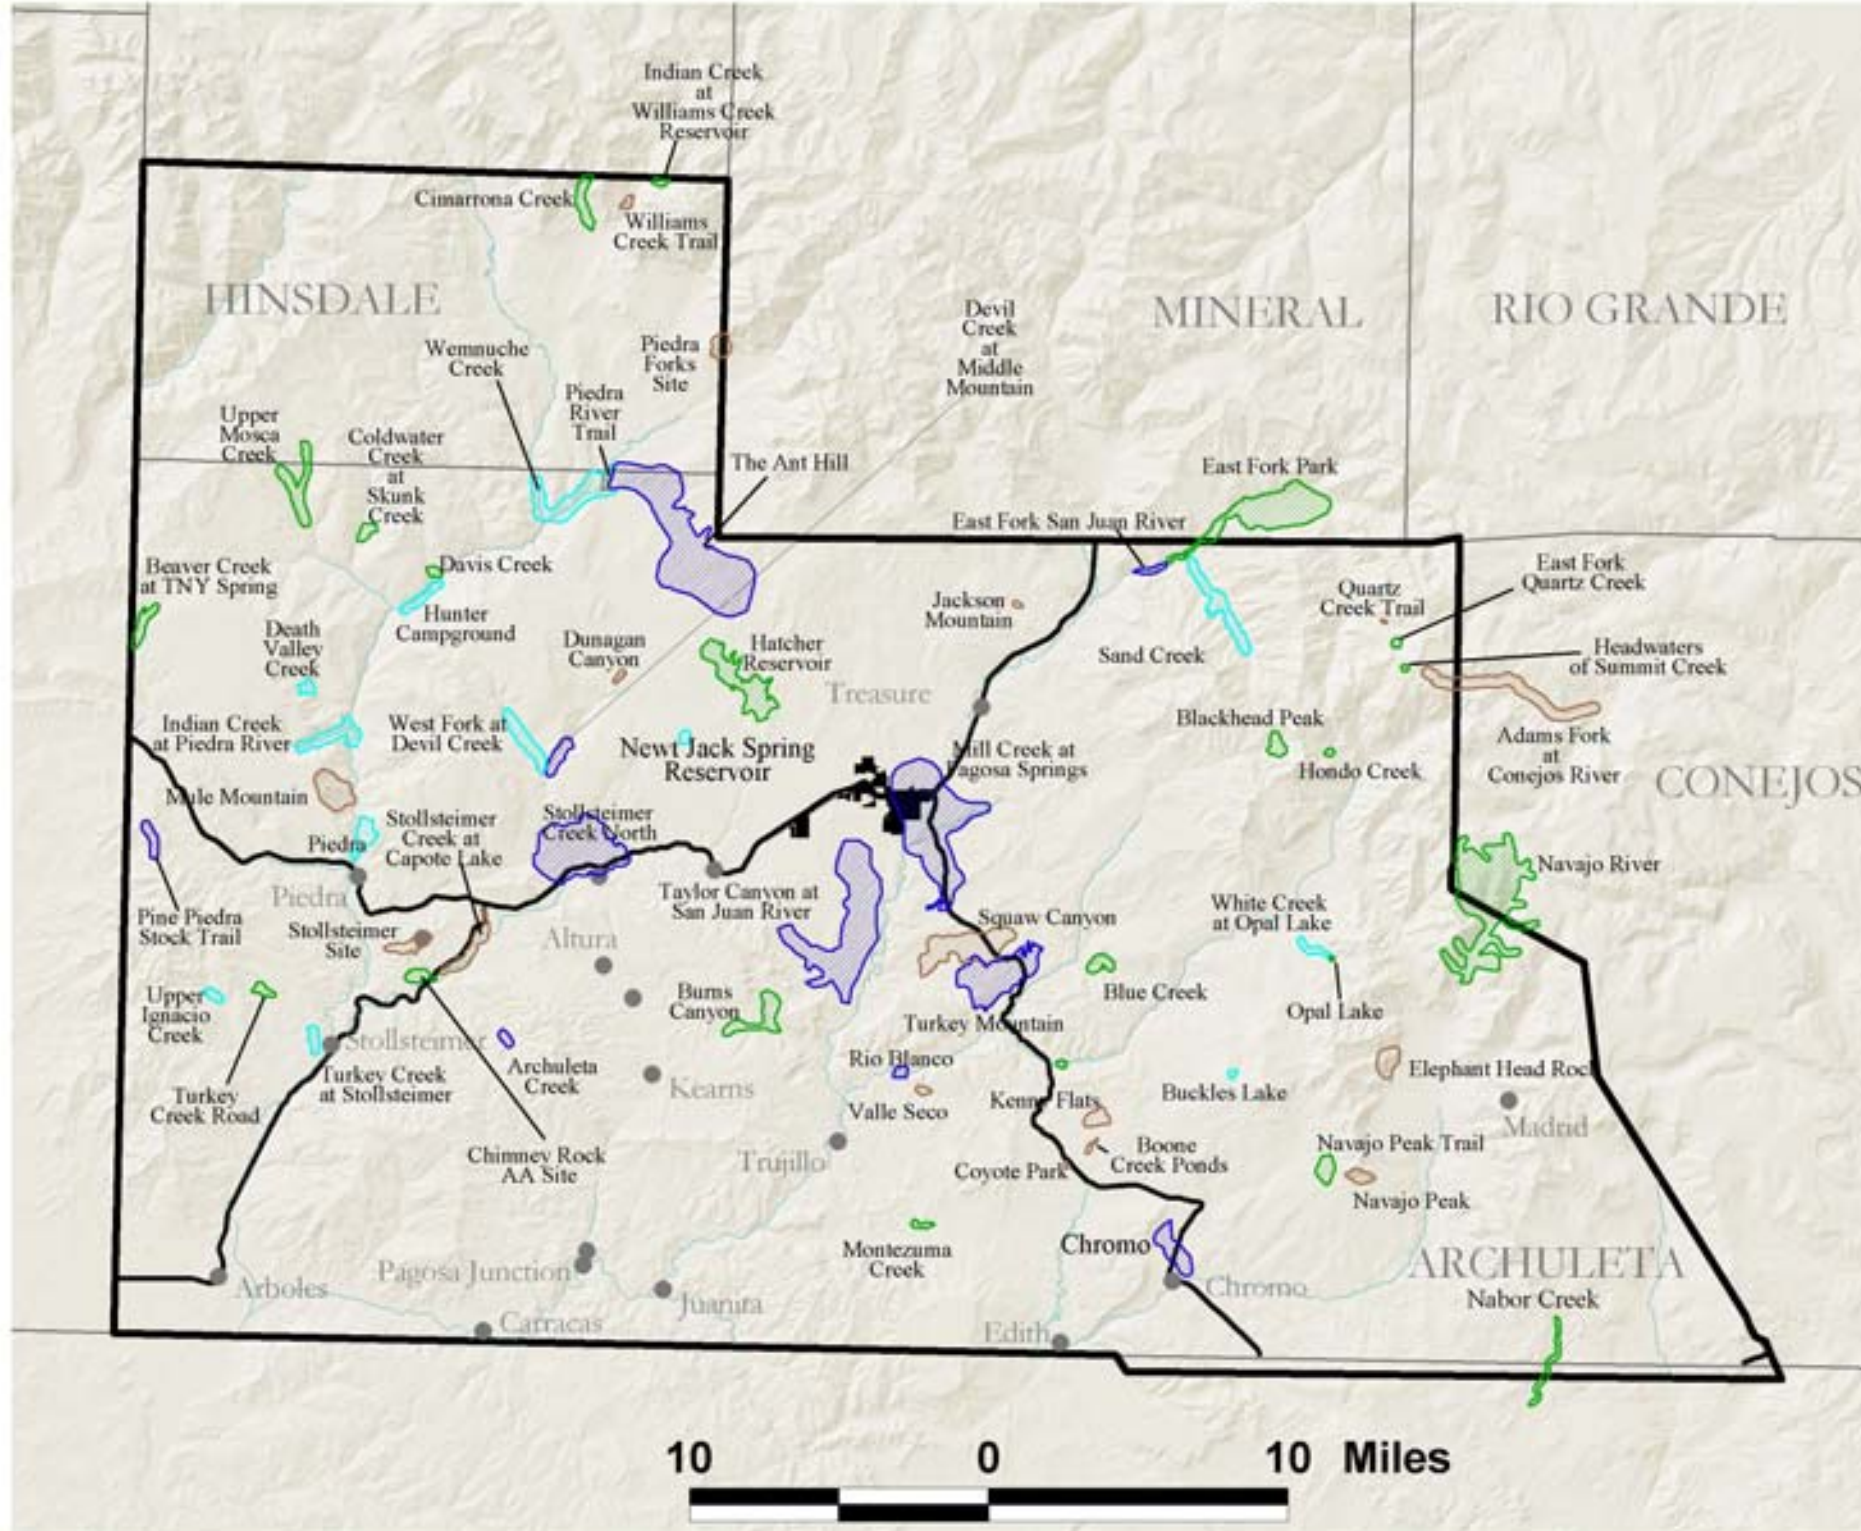 Indian Creek
at
Williams Creek
Reservoir
Cimarrona Creek
Williams
Creek Trail
HINSDALE
MINERAL
RIO GRANDE
Devil
Creek
at
Middle
Mountain
Wemnuche
Creek
Piedra
Forks
Site
Piedra
River
Trail
Upper
Mosca
Creek
Coldwater
Creek
at
Skunk
Creek
The Ant Hill
East Fork Park
East Fork San Juan River
Beaver Creek
at TNY Spring
Davis Creek
East Fork
Quartz Creek
Hunter
Campground
Quartz
Creek Trail
Jackson
Mountain
Death
Valley
Creek
Dunagan
Canyon
Hatcher
Reservoir
Sand Creek
Headwaters
of Summit Creek
Treasure
Indian Creek
at Piedra River
West Fork at
Devil Creek
Newt Jack Spring
Reservoir
Mill Creek at
Pagosa Springs
Blackhead Peak
Hondo Creek
Adams Fork
at
Conejos River
CONEJOS
Mule Mountain
Stollsteimer
Creek at
Capote Lake
Stollsteimer
Creek North
Piedra
Piedra
Navajo River
Taylor Canyon at
San Juan River
Pine Piedra
Stock Trail
Stollsteimer
Site
Altura
Squaw Canyon
White Creek
at Opal Lake
Upper
Ignacio
Creek
Burns
Canyon
Blue Creek
Opal Lake
Turkey Mountain
Stollsteimer
Turkey Creek
at Stollsteimer
Archuleta
Creek
Rio Blanco
Elephant Head Rock
Turkey
Creek Road
Kearns
Valle Seco
Kenny Flats
Buckles Lake
Madrid
Chimney Rock
AA Site
Trujillo
Coyote Park
Boone
Creek Ponds
Navajo Peak Trail
Navajo Peak
Montezuma
Creek
Chromo
ARCHULETA
Arboles
Pagosa Junction
Juanita
Chromo
Nabor Creek
Carracas
Edith
10 0 10 Miles